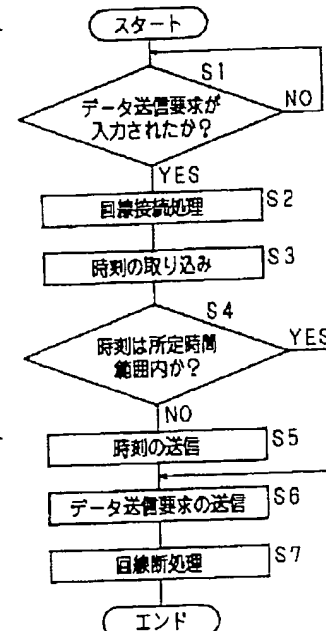 スタート
S1
データ送信要求が
入力されたか?
NO
YES
回線接続処理
S2
時刻の取り込み
S3
S4
時刻は所定時間
範囲内か?
YES
NO
時刻の送信
S5
データ送信要求の送信
S6
回線断処理
S7
エンド